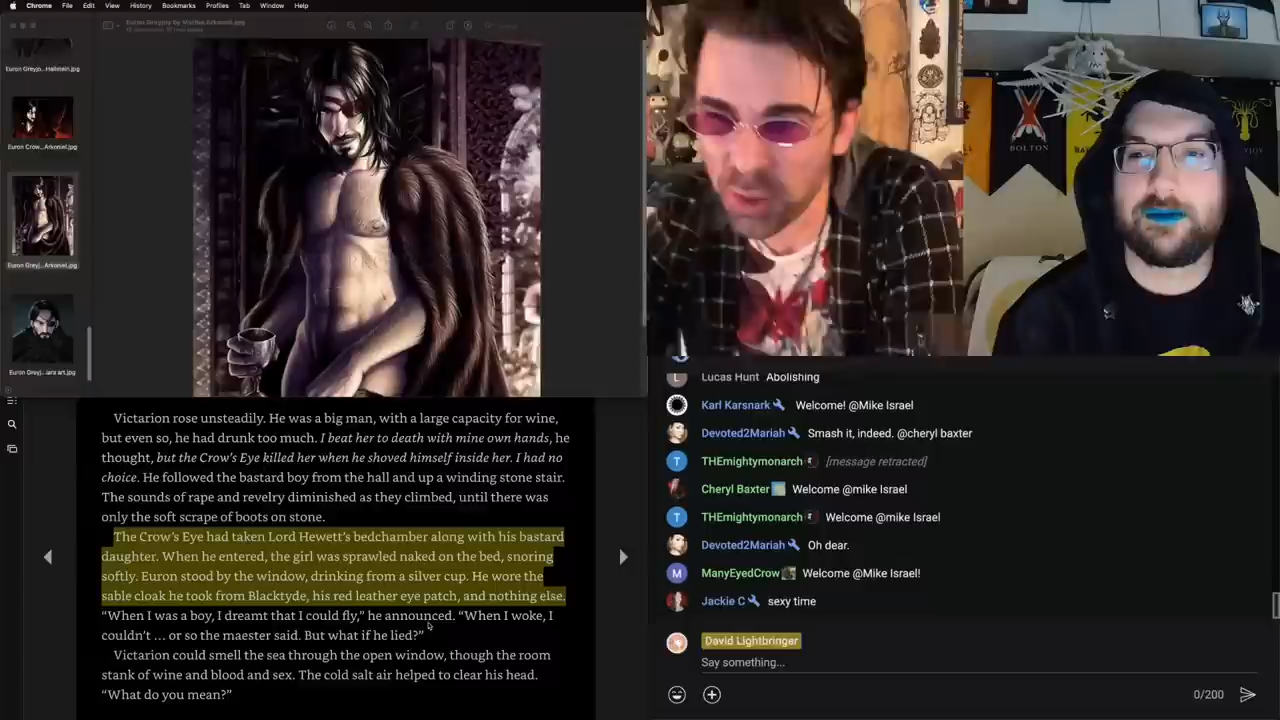 Chrome File Edit View History Bookmarks Profiles Tab Window Help
Euron Greyjoy by Mathia Arkoniel.jpg
Euron Greyjo...Hallstein.jpg
Euron Crow...Arkoniel.jpg
Euron Greyj...Arkoniel.jpg
Euron Greyj...iara art.jpg
BOLTON
Victarion rose unsteadily. He was a big man, with a large capacity for wine,
but even so, he had drunk too much. I beat her to death with mine own hands, he
thought, but the Crow's Eye killed her when he shoved himself inside her. I had no
choice. He followed the bastard boy from the hall and up a winding stone stair.
The sounds of rape and revelry diminished as they climbed, until there was
only the soft scrape of boots on stone.
The Crow's Eye had taken Lord Hewett's bedchamber along with his bastard
daughter. When he entered, the girl was sprawled naked on the bed, snoring
softly. Euron stood by the window, drinking from a silver cup. He wore the
sable cloak he took from Blacktyde, his red leather eye patch, and nothing else.
“When I was a boy, I dreamt that I could fly,” he announced. “When I woke, I
couldn't … or so the maester said. But what if he lied?”
Victarion could smell the sea through the open window, though the room
stank of wine and blood and sex. The cold salt air helped to clear his head.
“What do you mean?”
L Lucas Hunt Abolishing
Karl Karsnark Welcome! @Mike Israel
Devoted2Mariah Smash it, indeed. @cheryl baxter
T THEmightymonarch [message retracted]
Cheryl Baxter Welcome @mike Israel
T THEmightymonarch Welcome @mike Israel
Devoted2Mariah Oh dear.
M ManyEyedCrow Welcome @Mike Israel!
Jackie C sexy time
David Lightbringer
Say something...
0/200